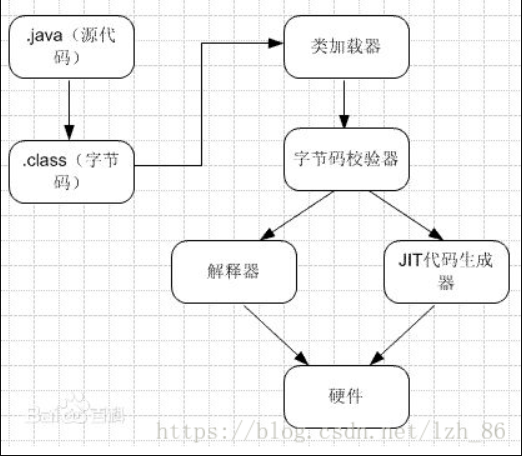 .java（源代
码）
类加载器
.class（字节
码）
字节码校验器
解释器
JIT代码生成
器
硬件
Baidu百科
https://blog.csdn.net/lzh_86